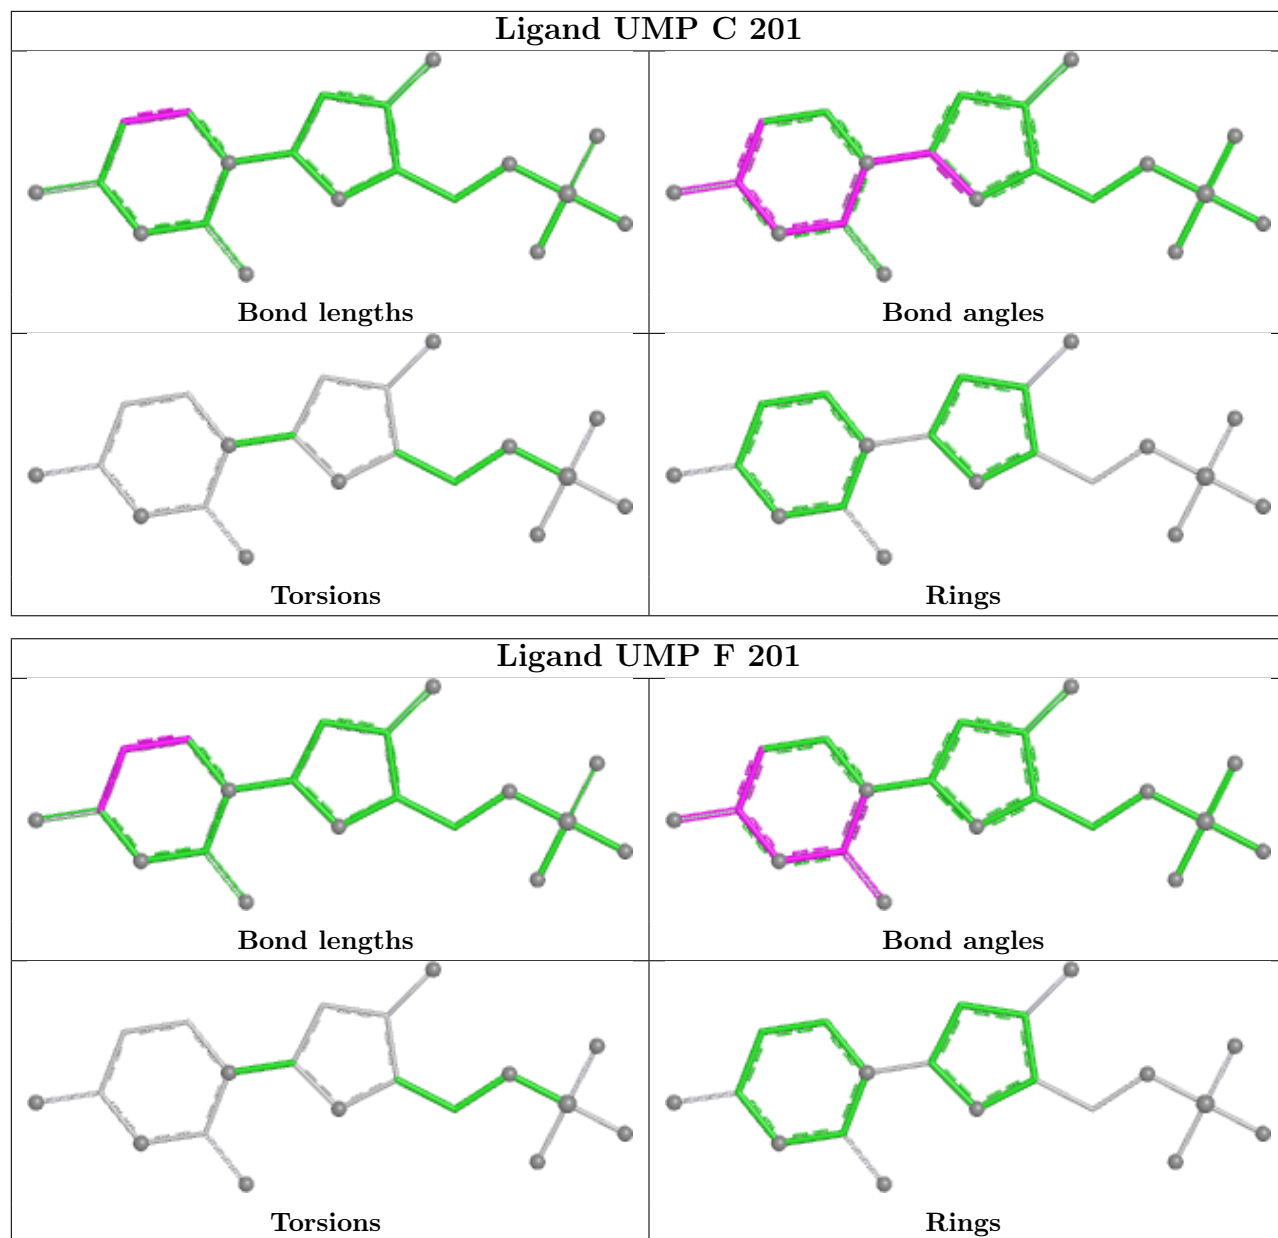 Ligand UMP C 201
Bond lengths
Bond angles
Torsions
Rings
Ligand UMP F 201
Bond lengths
Bond angles
Torsions
Rings